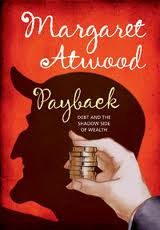 Margaret
Atwood
Payback
DEBT AND THE
SHADOW SIDE
OF WEALTH